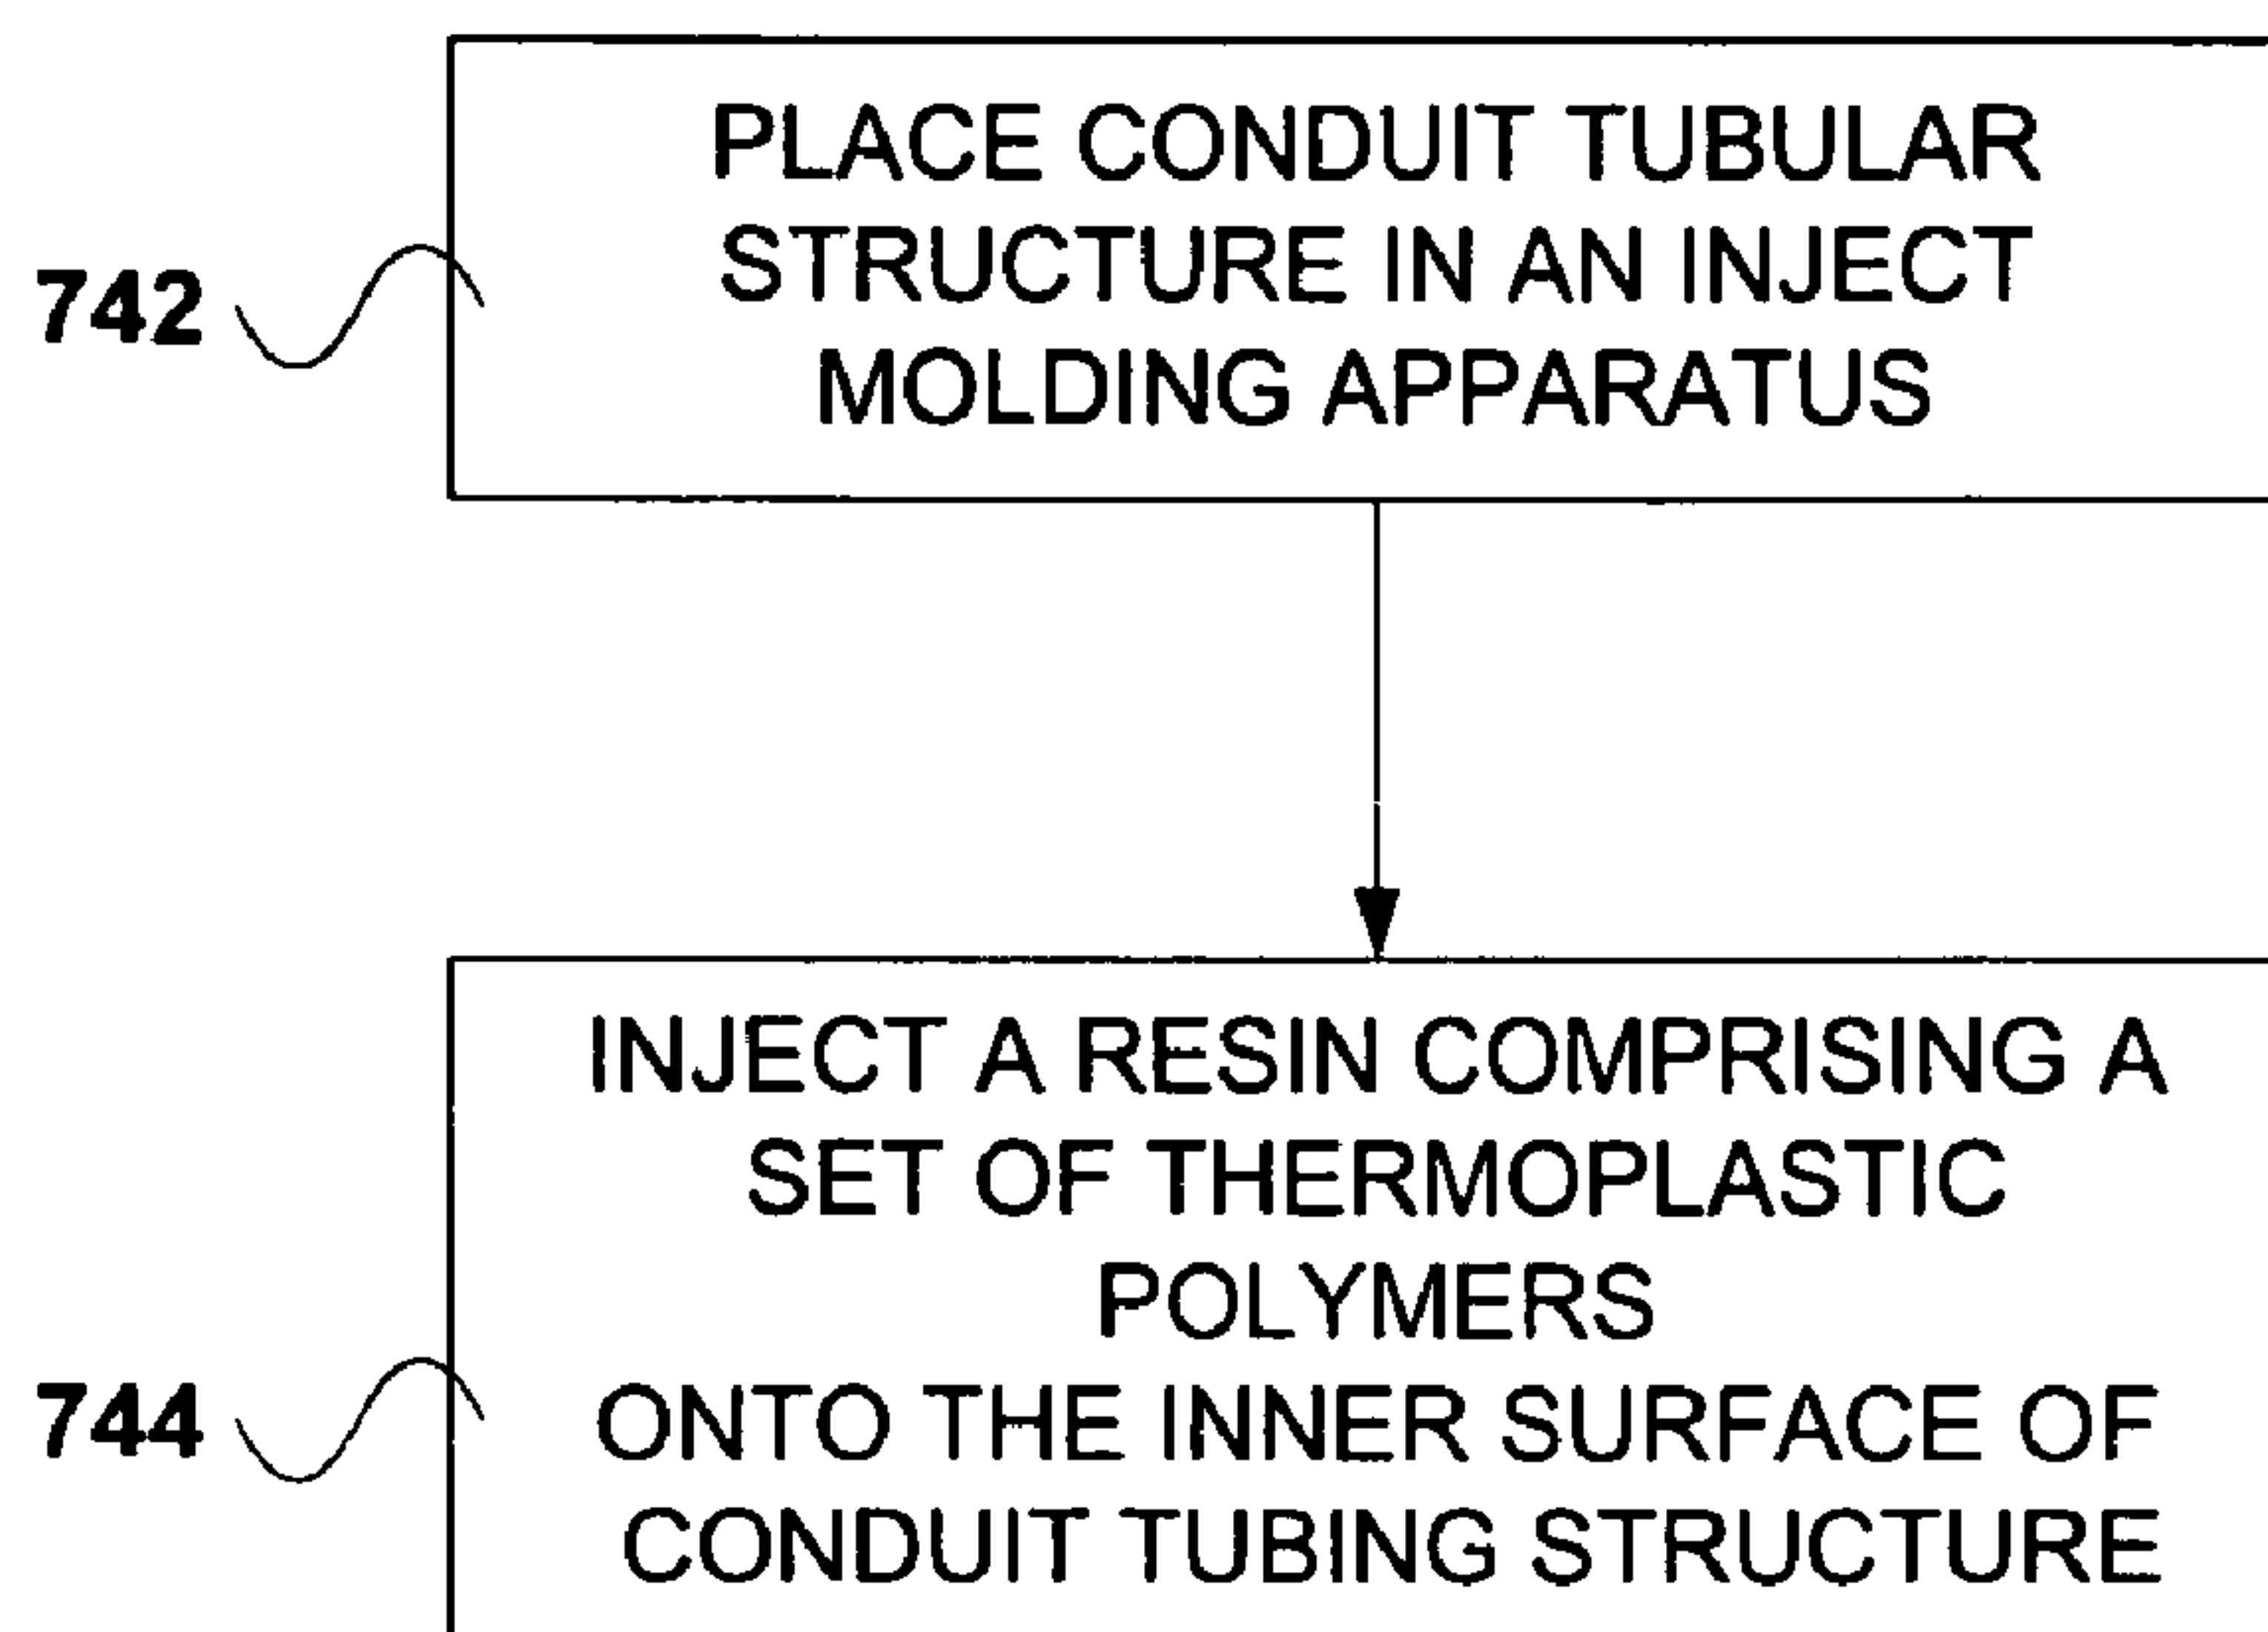 PLACE CONDUIT TUBULAR
STRUCTURE IN AN INJECT
MOLDING APPARATUS
742
INJECT A RESIN COMPRISING A
SET OF THERMOPLASTIC
POLYMERS
ONTO THE INNER SURFACE OF
CONDUIT TUBING STRUCTURE
744